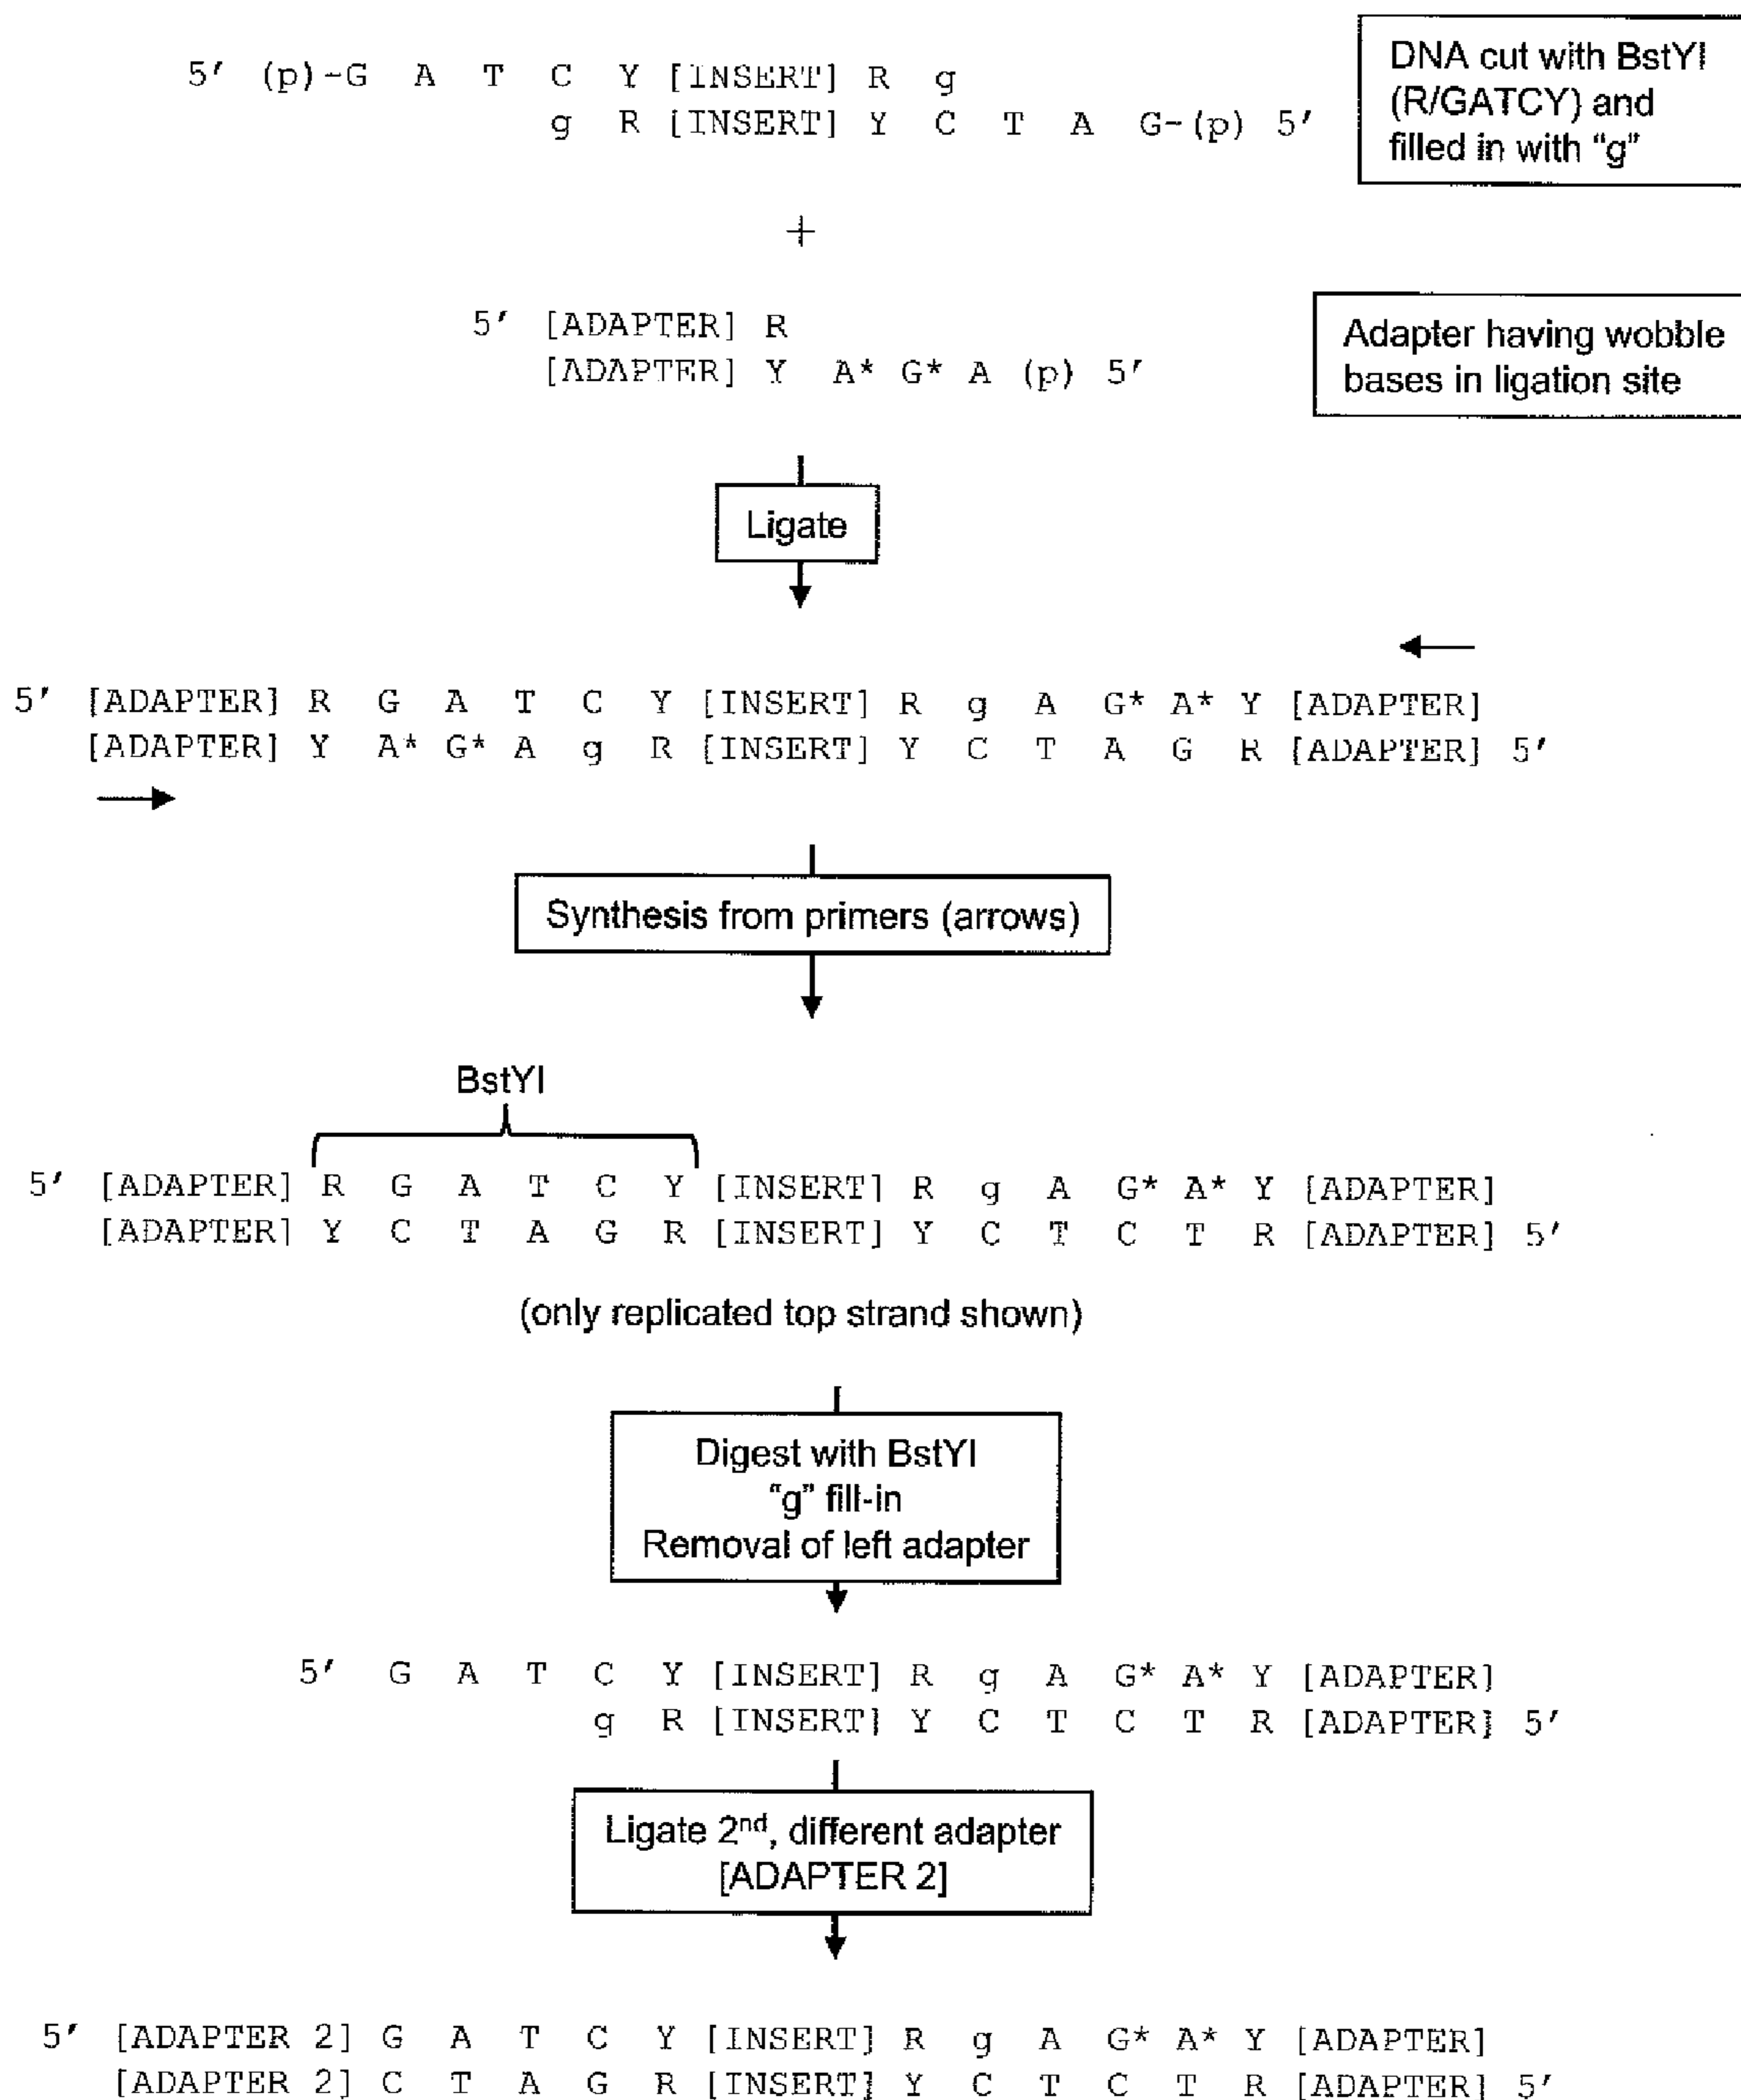 5' (p)-G A T C Y [INSERT] R g
g R [INSERT] Y C T A G-(p) 5'
DNA cut with BstYI
(R/GATCY) and
filled in with “g”
+
5' [ADAPTER] R
[ADAPTER] Y A* G* A (p) 5'
Adapter having wobble
bases in ligation site
Ligate
5' [ADAPTER] R G A T C Y [INSERT] R g A G* A* Y [ADAPTER]
[ADAPTER] Y A* G* A g R [INSERT] Y C T A G R [ADAPTER] 5'
Synthesis from primers (arrows)
BstYI
5' [ADAPTER] R G A T C Y [INSERT] R g A G* A* Y [ADAPTER]
[ADAPTER] Y C T A G R [INSERT] Y C T C T R [ADAPTER] 5'
(only replicated top strand shown)
Digest with BstYI
“g” fill-in
Removal of left adapter
5' G A T C Y [INSERT] R g A G* A* Y [ADAPTER]
g R [INSERT] Y C T C T R [ADAPTER] 5'
Ligate 2nd, different adapter
[ADAPTER 2]
5' [ADAPTER 2] G A T C Y [INSERT] R g A G* A* Y [ADAPTER]
[ADAPTER 2] C T A G R [INSERT] Y C T C T R [ADAPTER] 5'